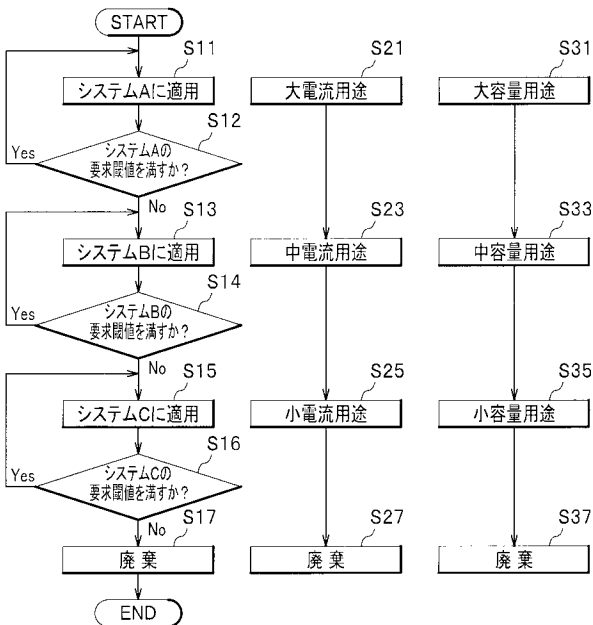 START
S11
システムAに適用
S21
大電流用途
S31
大容量用途
S12
システムAの
要求閾値を満すか?
Yes
No
S13
システムBに適用
S23
中電流用途
S33
中容量用途
S14
システムBの
要求閾値を満すか?
Yes
No
S15
システムCに適用
S25
小電流用途
S35
小容量用途
S16
システムCの
要求閾値を満すか?
Yes
No
S17
廃棄
S27
廃棄
S37
廃棄
END